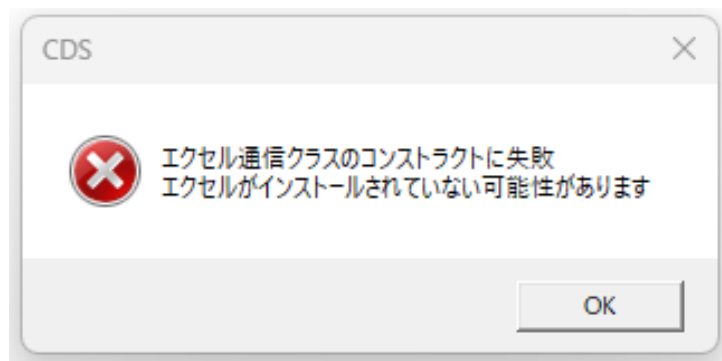 CDS
エクセル通信クラスのコンストラクトに失敗
エクセルがインストールされていない可能性があります
OK